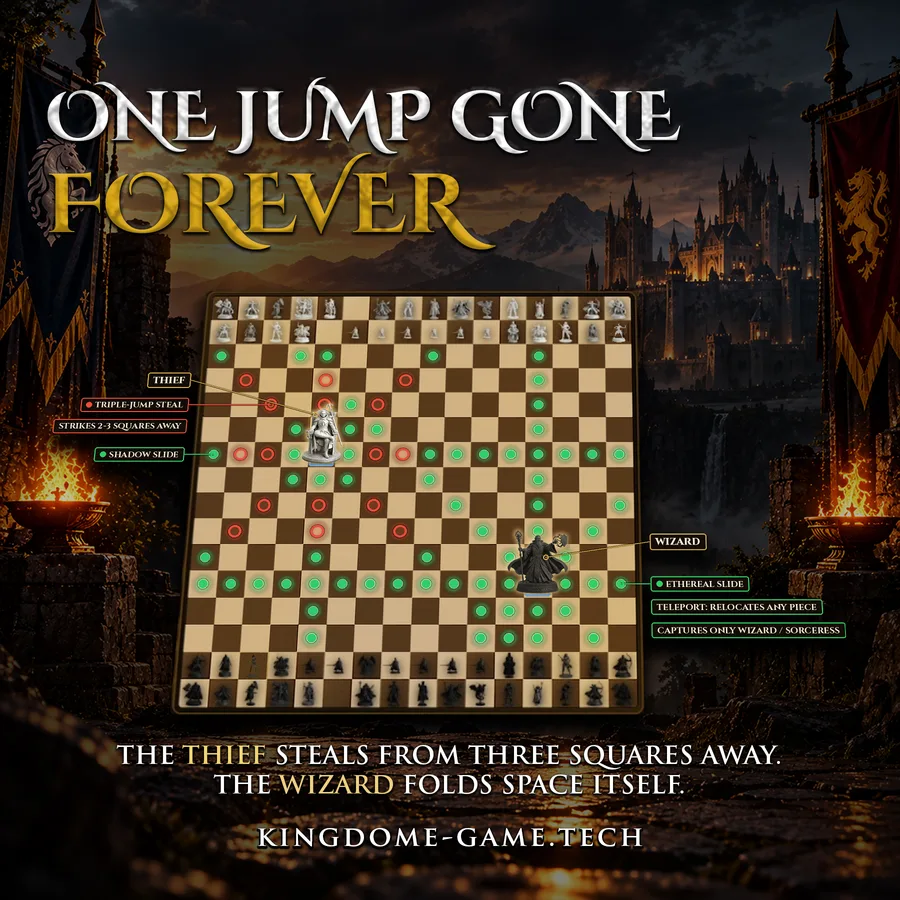 ONE JUMP GONE
FOREVER
THIEF
TRIPLE-JUMP STEAL
STRIKES 2-3 SQUARES AWAY
SHADOW SLIDE
WIZARD
ETHEREAL SLIDE
TELEPORT: RELOCATES ANY PIECE
CAPTURES ONLY WIZARD / SORCERESS
THE THIEF STEALS FROM THREE SQUARES AWAY.
THE WIZARD FOLDS SPACE ITSELF.
KINGDOME-GAME.TECH